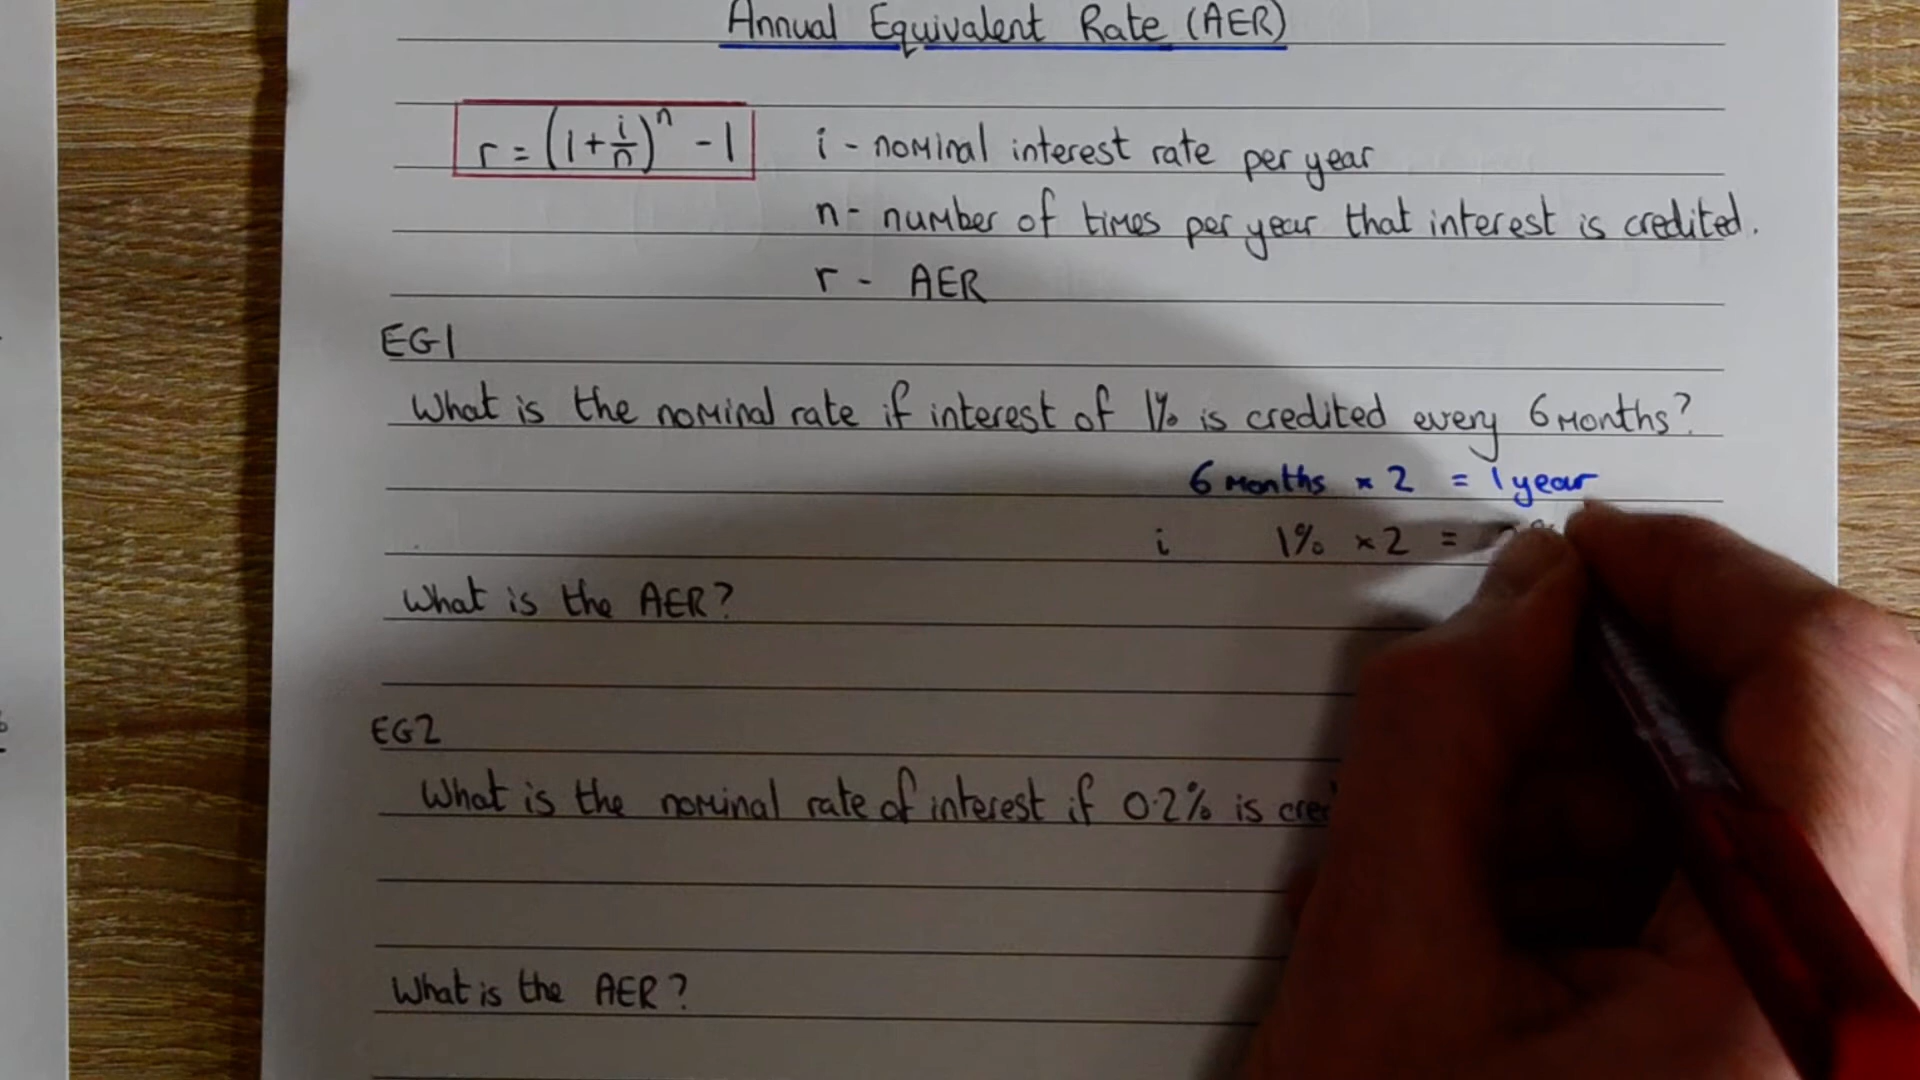 Annual Equivalent Rate (AER)
r = (1 + i/n)^n - 1 i - nominal interest rate per year
n - number of times per year that interest is credited.
r - AER
EG1
What is the nominal rate if interest of 1% is credited every 6 months?
6 months × 2 = 1 year
i 1% × 2 =
What is the AER?
EG2
What is the nominal rate of interest if 0.2% is
What is the AER?